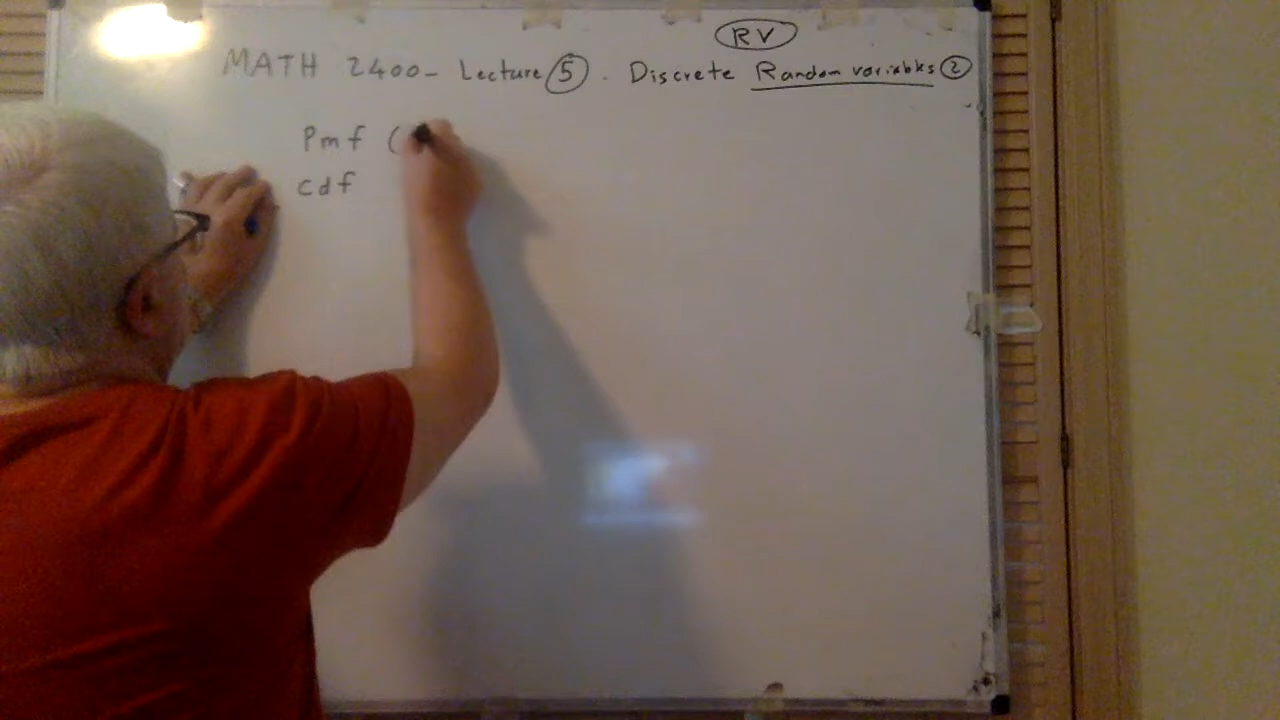 RV
MATH 2400- Lecture 5. Discrete Random variables 2
Pmf (
cdf